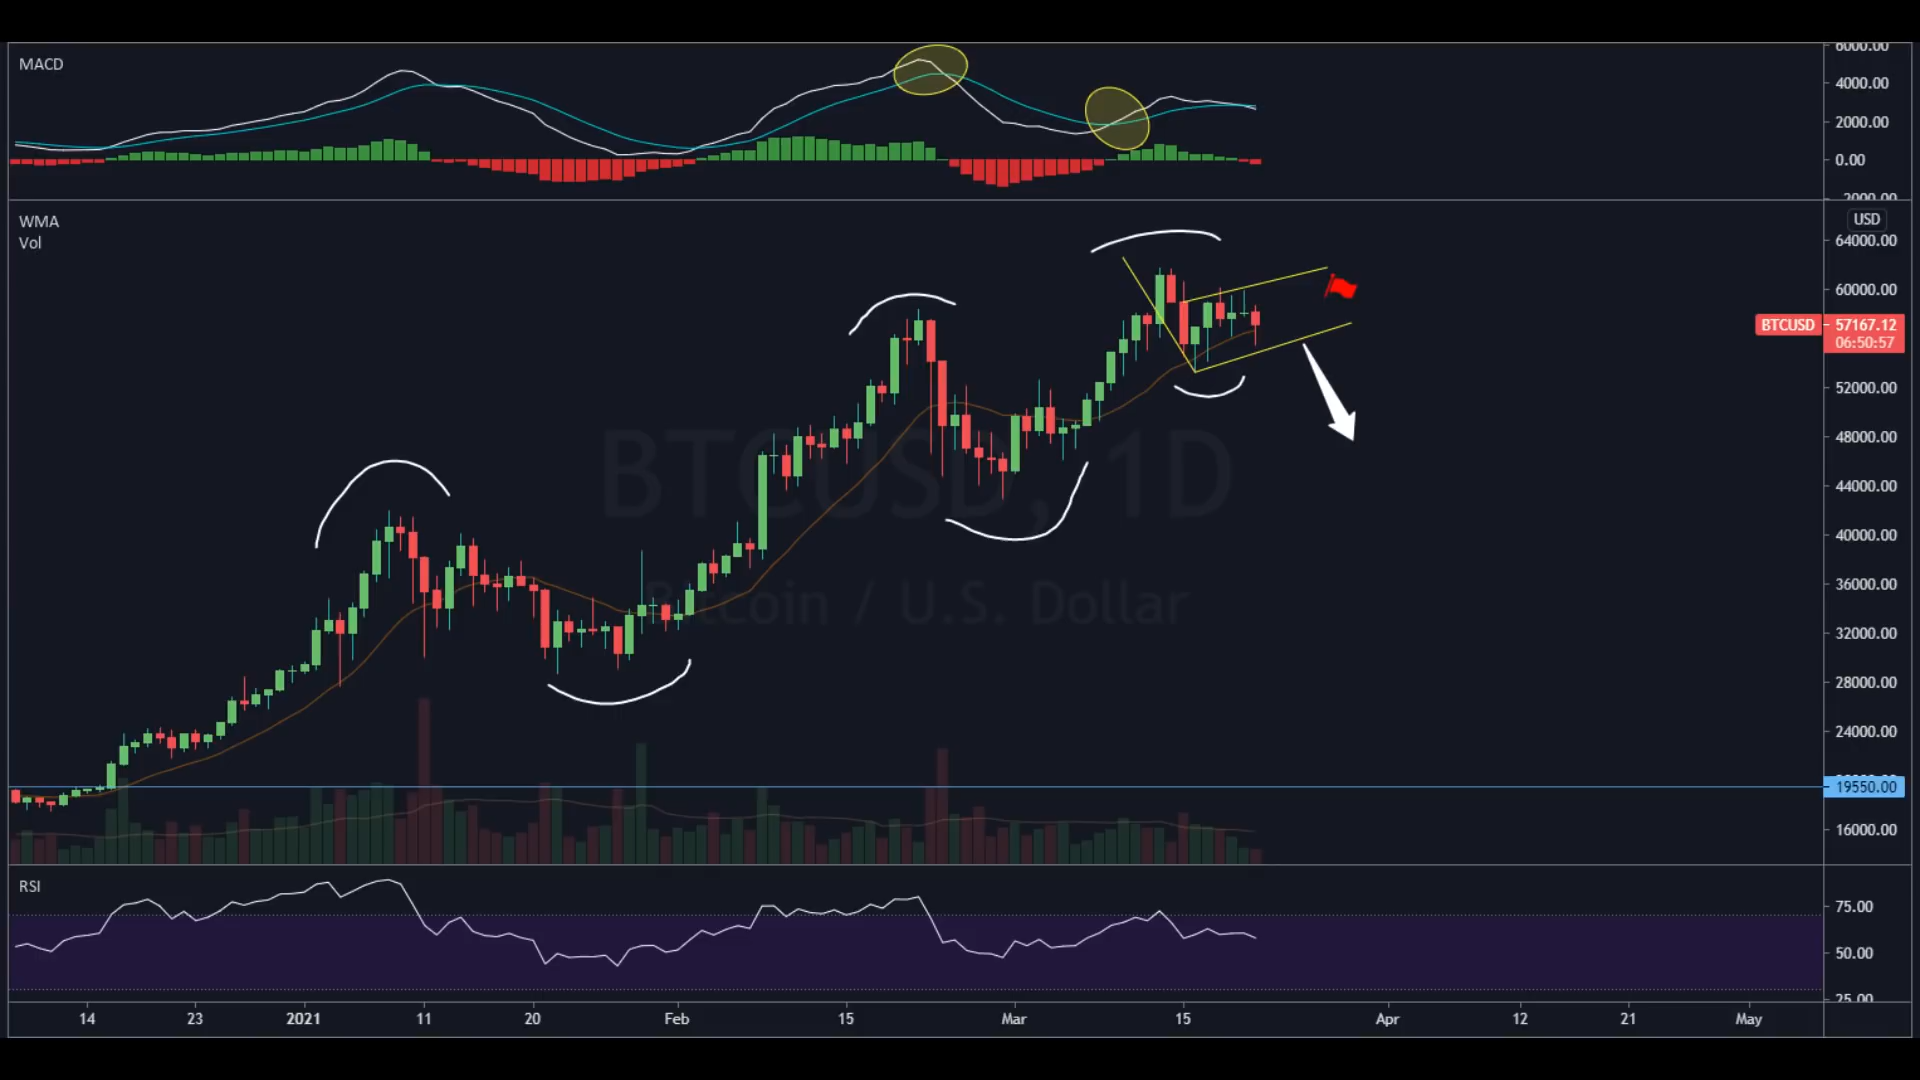 MACD
6000.00
4000.00
2000.00
0.00
2000.00
WMA
Vol
USD
64000.00
60000.00
BTCUSD 57167.12
06:50:57
52000.00
48000.00
44000.00
40000.00
36000.00
32000.00
28000.00
24000.00
19550.00
16000.00
BTCUSD, 1D
Bitcoin / U.S. Dollar
RSI
75.00
50.00
25.00
14 23 2021 11 20 Feb 15 Mar 15 Apr 12 21 May